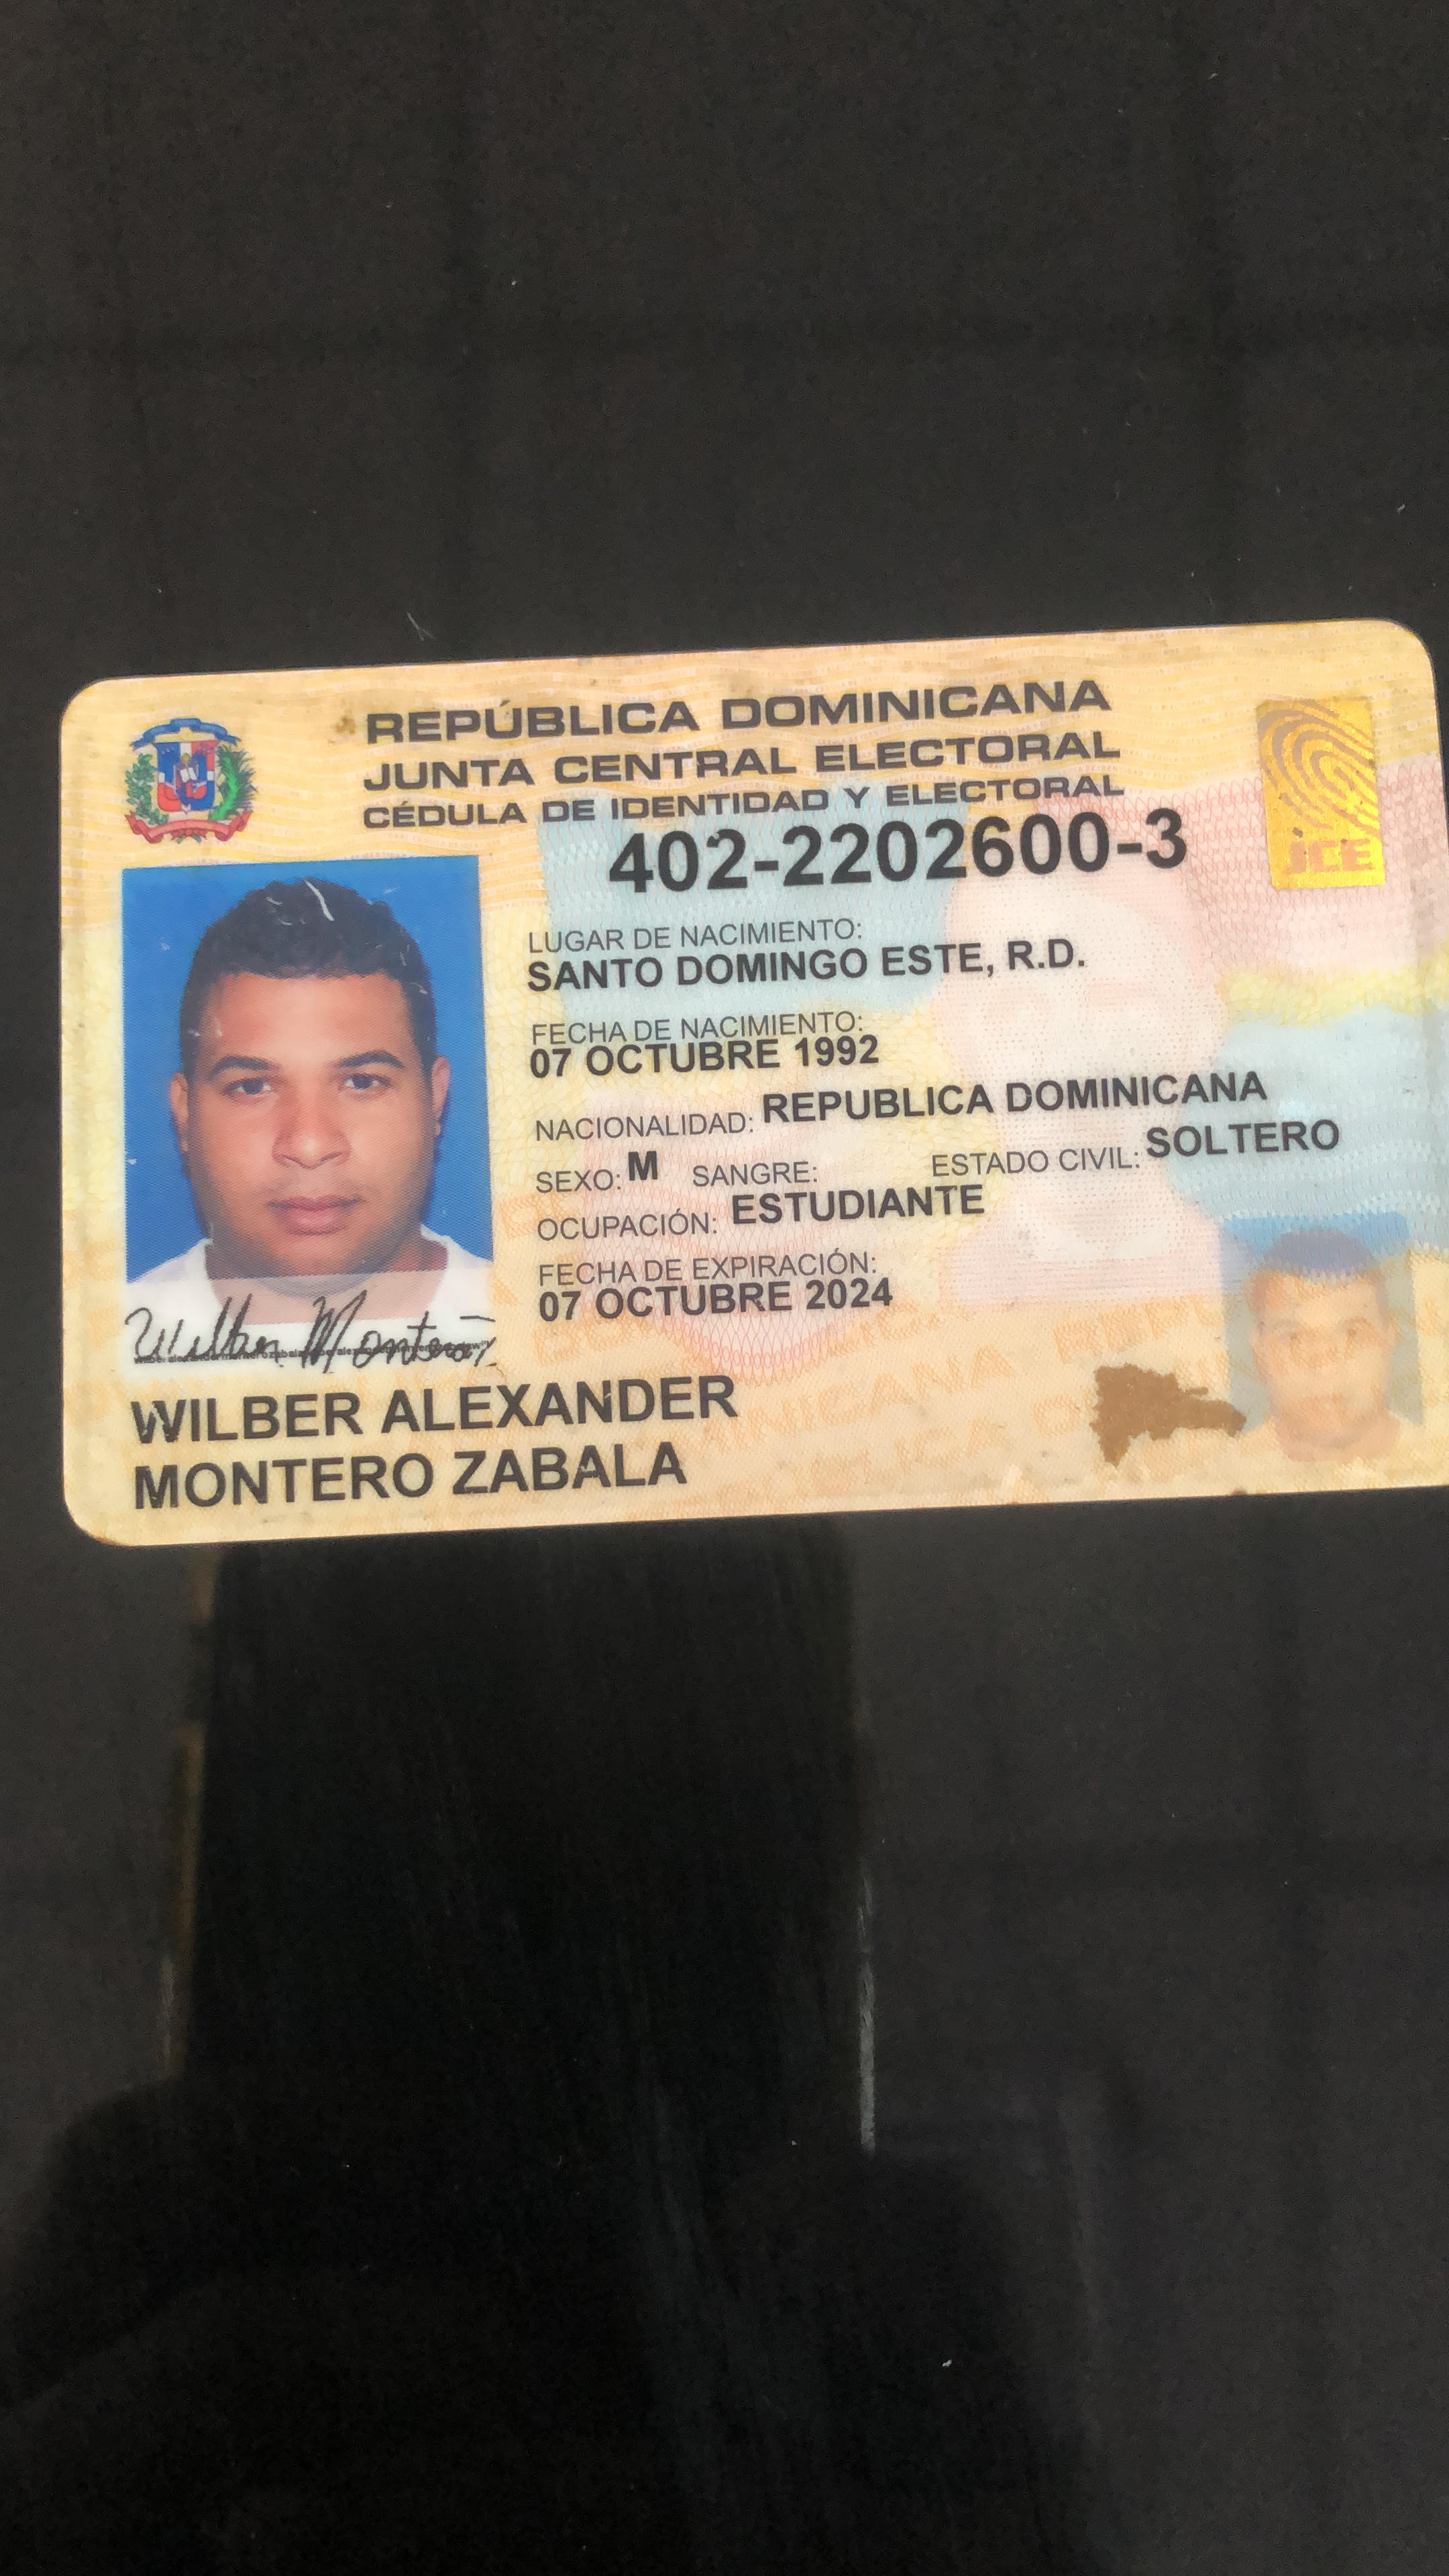 REPÚBLICA DOMINICANA
JUNTA CENTRAL ELECTORAL
CÉDULA DE IDENTIDAD Y ELECTORAL
402-2202600-3
JCE
LUGAR DE NACIMIENTO:
SANTO DOMINGO ESTE, R.D.
FECHA DE NACIMIENTO:
07 OCTUBRE 1992
NACIONALIDAD: REPUBLICA DOMINICANA
SEXO: M SANGRE: ESTADO CIVIL: SOLTERO
OCUPACIÓN: ESTUDIANTE
FECHA DE EXPIRACIÓN:
07 OCTUBRE 2024
Wilber Montero
WILBER ALEXANDER
MONTERO ZABALA